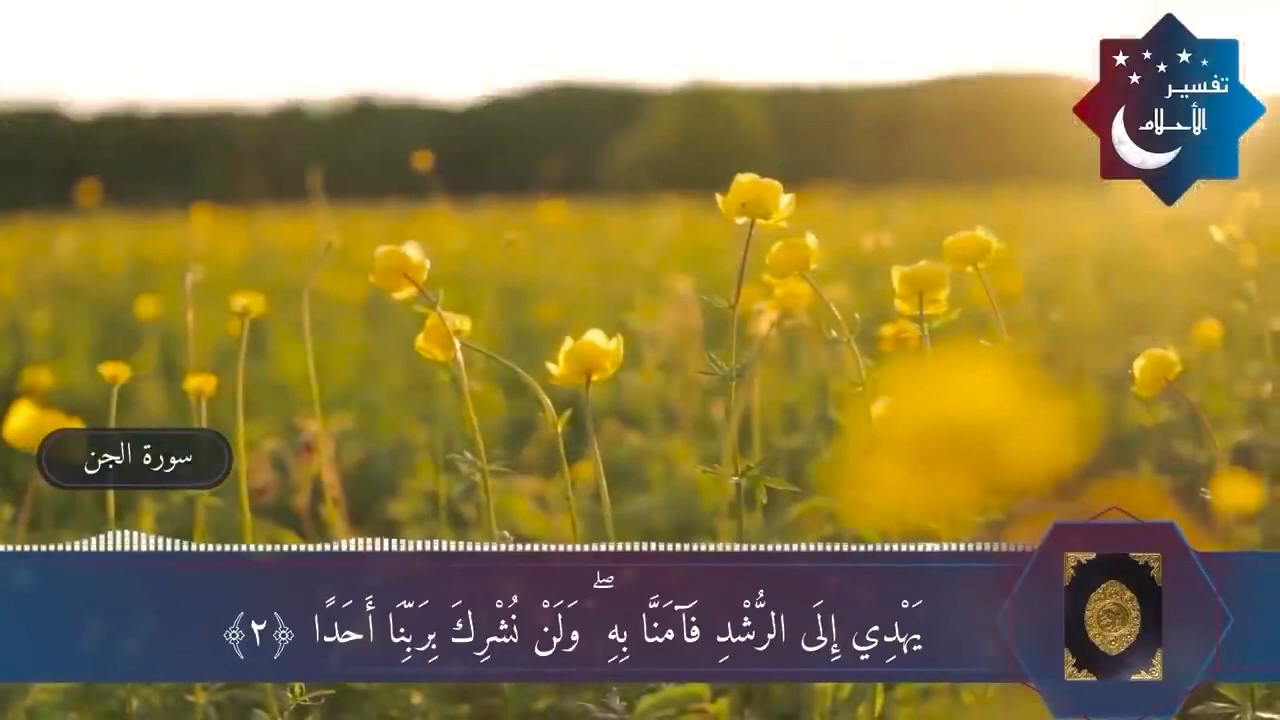 تفسير
الأحلام
سورة الجن
يَهْدِي إِلَى الرُّشْدِ فَآمَنَّا بِهِ ۖ وَلَنْ نُشْرِكَ بِرَبِّنَا أَحَدًا ﴿٢﴾